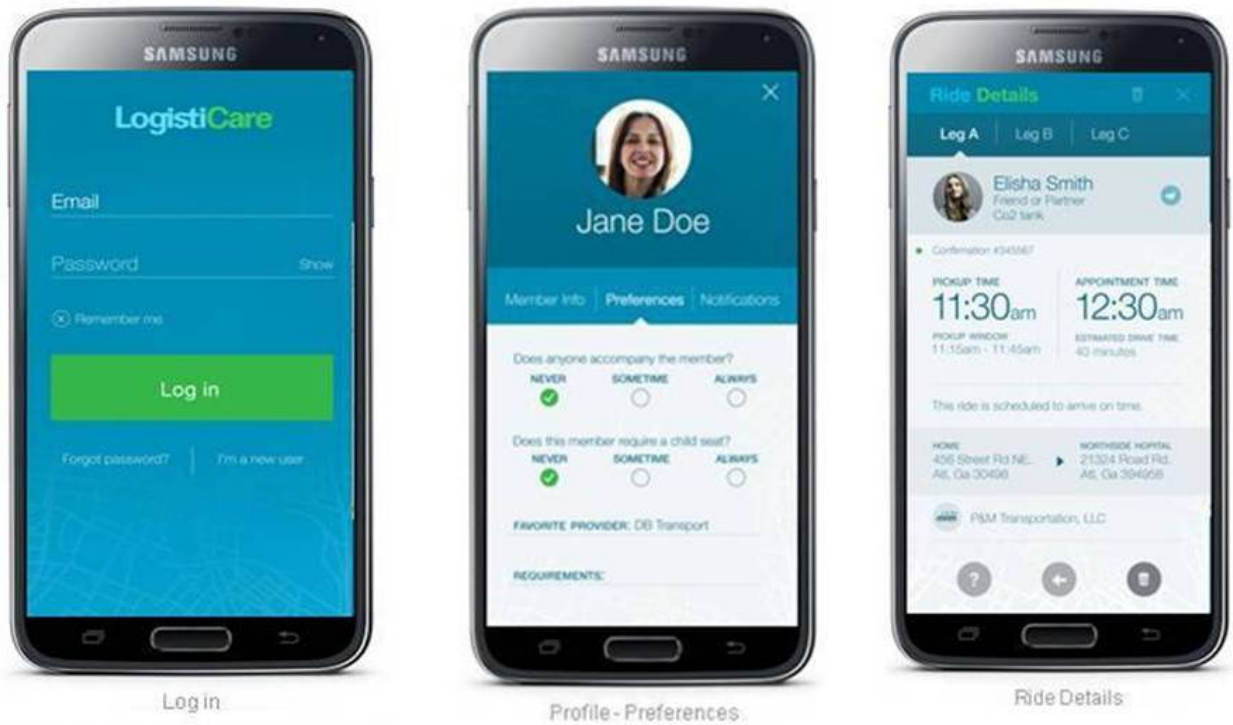 SAMSUNG
LogistiCare
Email
Password Show
Remember me
Log in
Forgot password? I'm a new user
Log in
SAMSUNG
Jane Doe
Member Info Preferences Notifications
Does anyone accompany the member?
NEVER SOMETIME ALWAYS
Does this member require a child seat?
NEVER SOMETIME ALWAYS
FAVORITE PROVIDER: DB Transport
REQUIREMENTS:
Profile - Preferences
SAMSUNG
Ride Details
Leg A Leg B Leg C
Elisha Smith
Friend or Partner
Co2 tank
Confirmation #345567
PICKUP TIME APPOINTMENT TIME
11:30am 12:30am
PICKUP WINDOW ESTIMATED DRIVE TIME
11:15am - 11:45am 40 minutes
This ride is scheduled to arrive on time.
HOME NORTHSIDE HOPITAL
456 Street Rd NE. 21324 Road Rd.
Atl, Ga 30496 Atl, Ga 394956
P&M Transportation, LLC
?
Ride Details